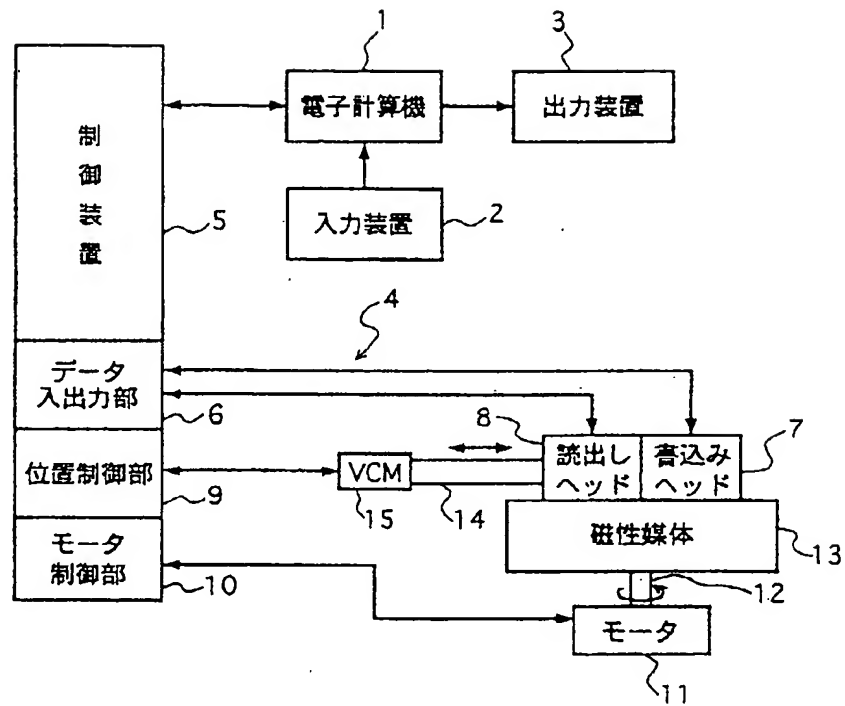 1
3
電子計算機
出力装置
制
御
装
置
5
入力装置
2
4
データ
入出力部
6
8
7
読出し
ヘッド
書込み
ヘッド
位置制御部
9
VCM
15
14
磁性媒体
13
モータ
制御部
10
12
モータ
11